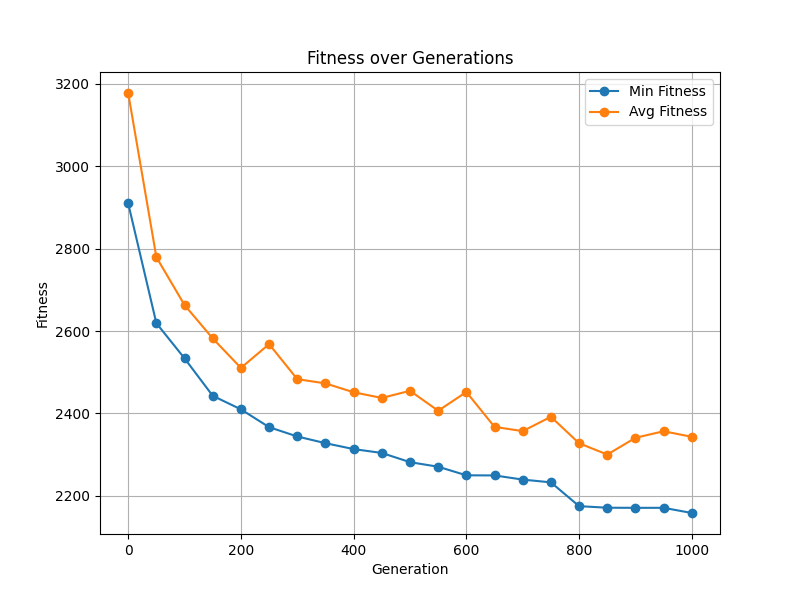 Fitness over Generations
Min Fitness
Avg Fitness
Fitness
3200
3000
2800
2600
2400
2200
0 200 400 600 800 1000
Generation